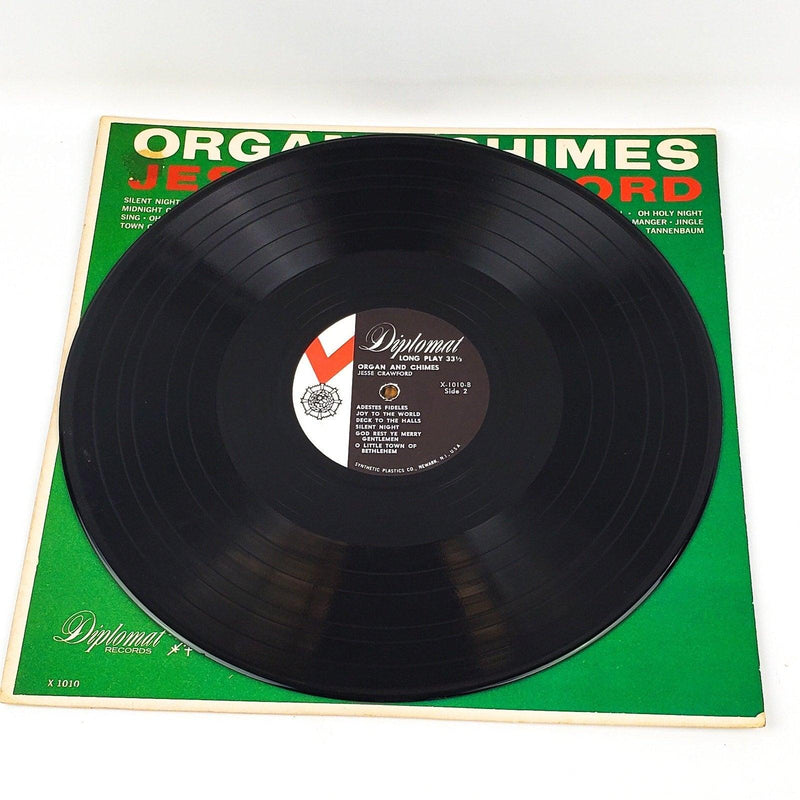 ORGAN CHIMES
JES ORD
SILENT NIGHT · OH HOLY NIGHT
MIDNIGHT MANGER · JINGLE
SING · OH TANNENBAUM
TOWN
Diplomat
LONG PLAY 33⅓
ORGAN AND CHIMES
JESSE CRAWFORD
X-1010-B
Side 2
ADESTES FIDELES
JOY TO THE WORLD
DECK TO THE HALLS
SILENT NIGHT
GOD REST YE MERRY
GENTLEMEN
O LITTLE TOWN OF
BETHLEHEM
SYNTHETIC PLASTICS CO., NEWARK, N.J., U.S.A.
Diplomat
RECORDS
X 1010